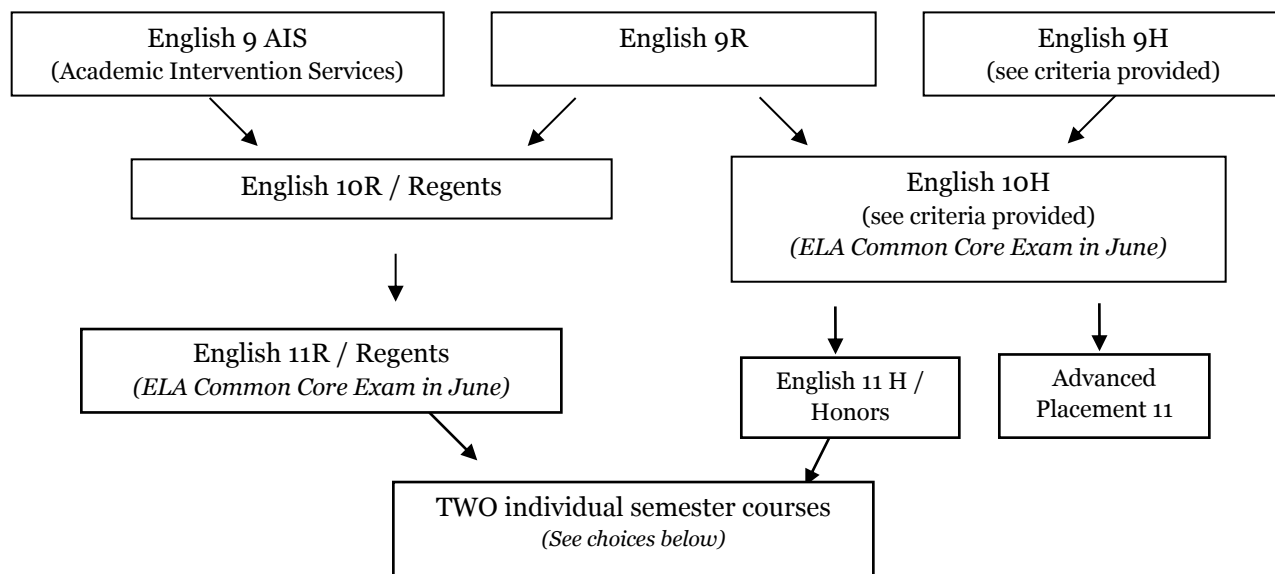 English 9 AIS
(Academic Intervention Services)
English 9R
English 9H
(see criteria provided)
English 10R / Regents
English 10H
(see criteria provided)
(ELA Common Core Exam in June)
English 11R / Regents
(ELA Common Core Exam in June)
English 11 H /
Honors
Advanced
Placement 11
TWO individual semester courses
(See choices below)